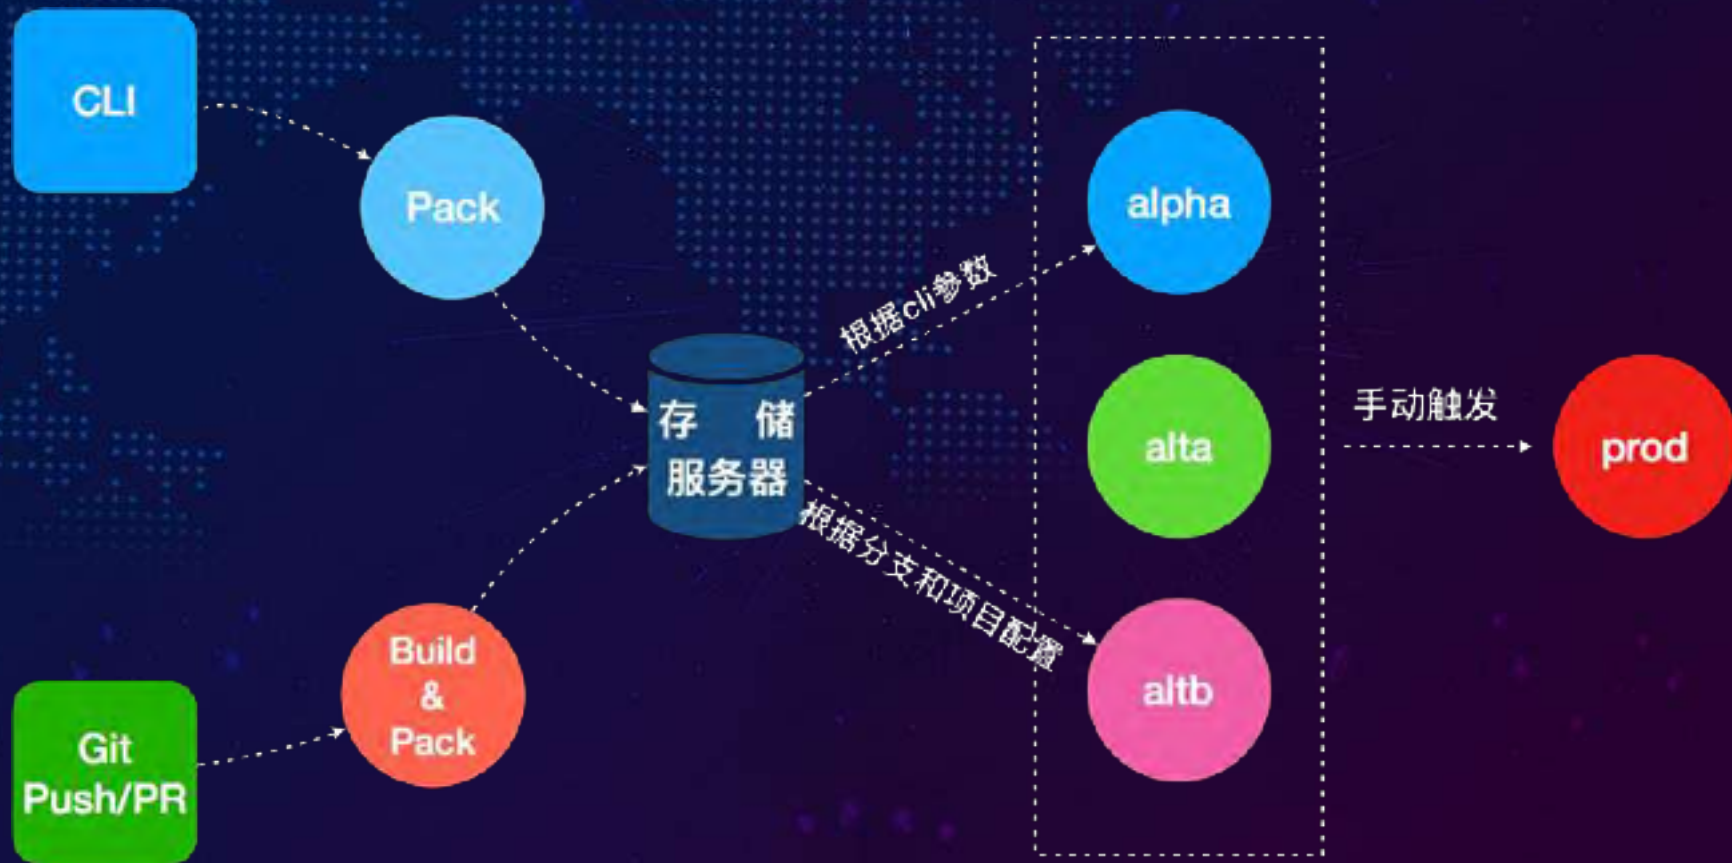 CLI
Pack
alpha
根据cli参数
存 储
服务器
alta
手动触发
prod
根据分支和项目配置
Build
&
Pack
altb
Git
Push/PR